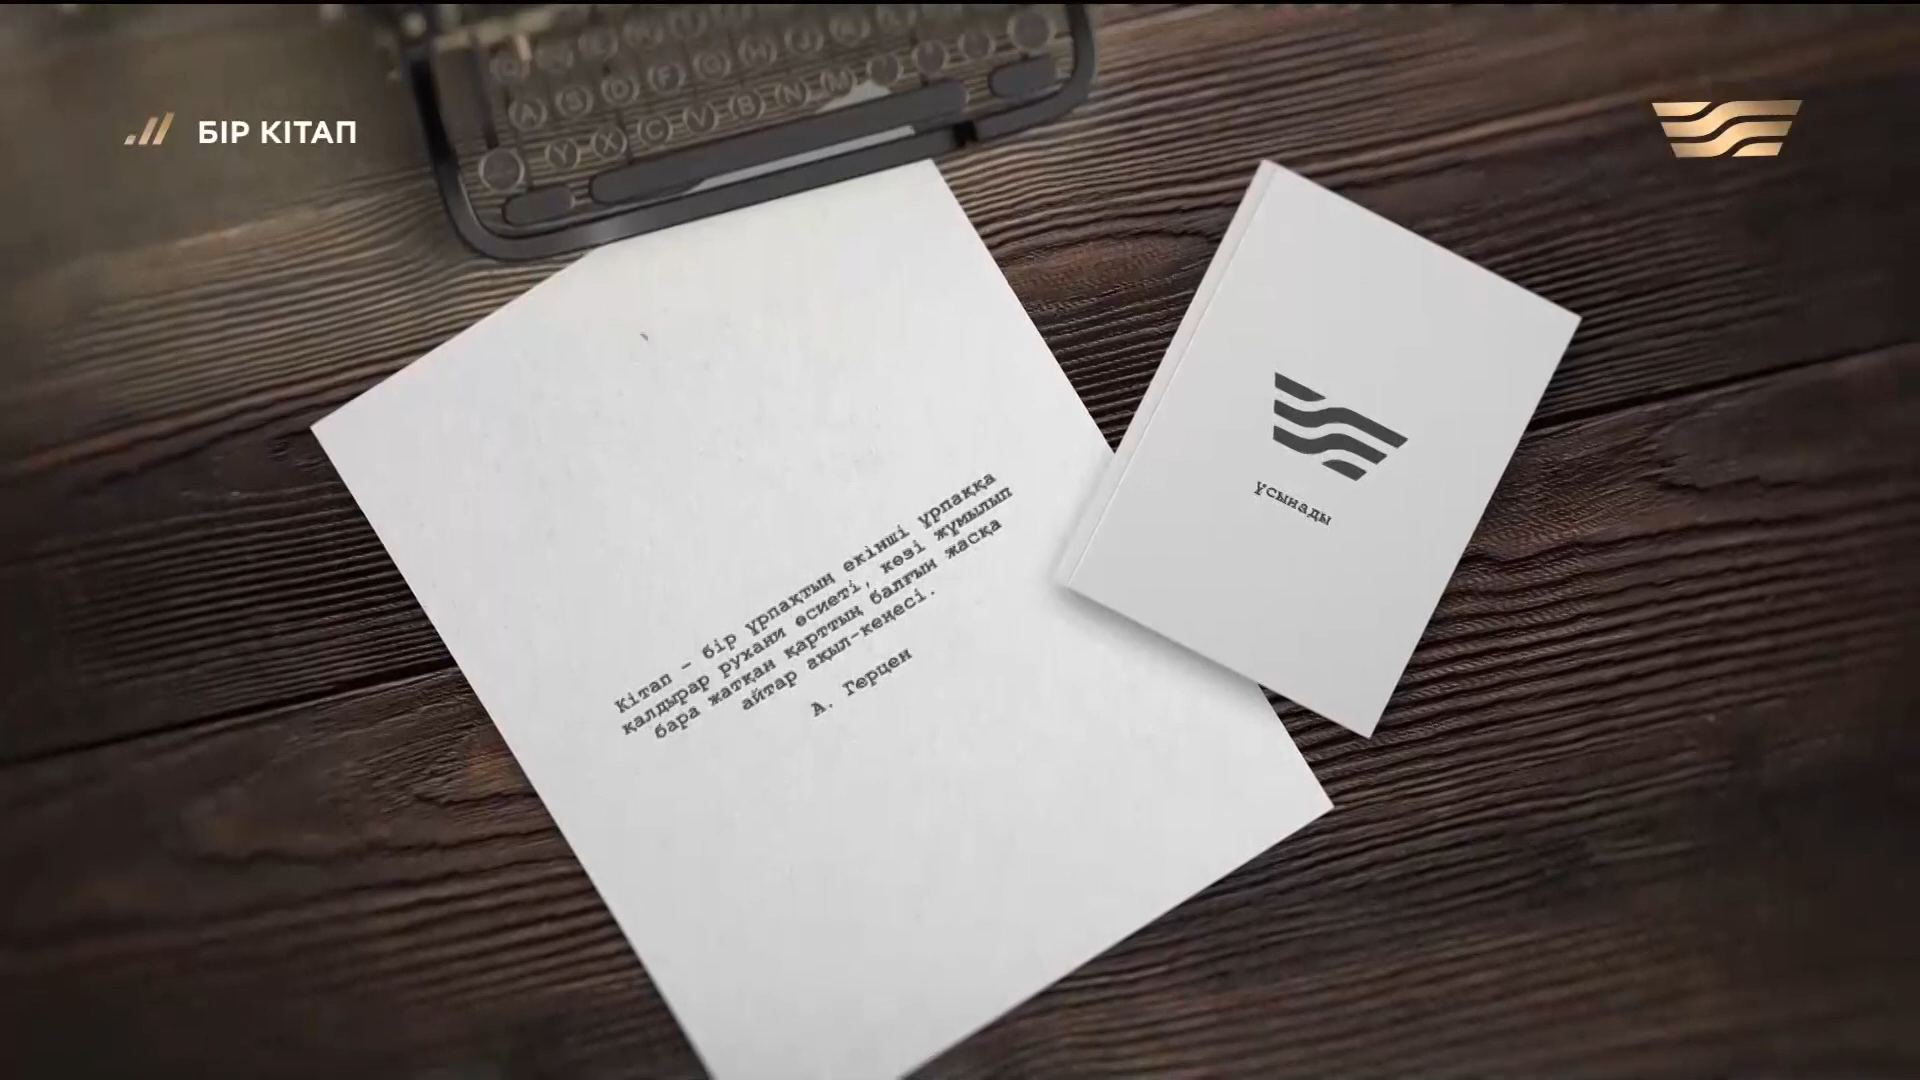 БІР КІТАП
A S D F G H J K
Y X C V B N M
Кітап – бір ұрпақтың екінші ұрпаққа
қалдырар рухани өсиеті, көзі жұмылып
бара жатқан қарттың балғын жасқа
айтар ақыл-кеңесі.
А. Герцен
ұсынады